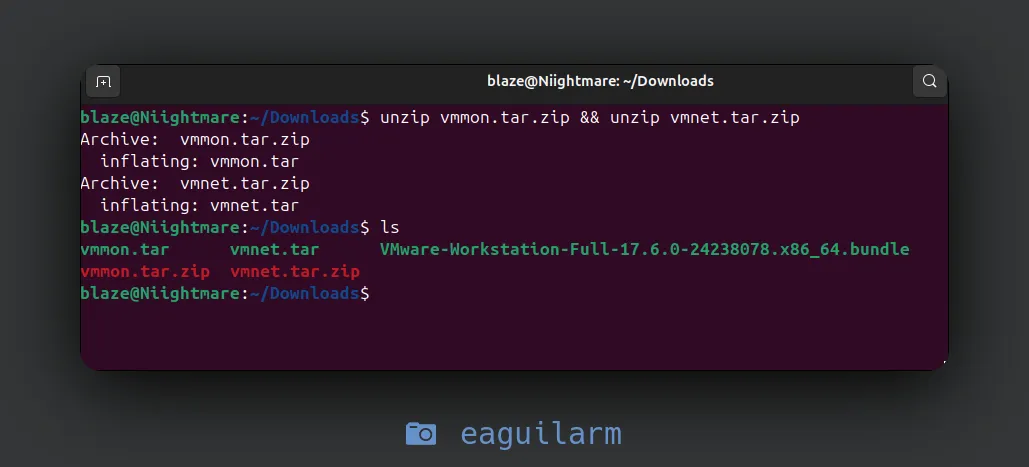 blaze@Niightmare: ~/Downloads
blaze@Niightmare:~/Downloads$ unzip vmmon.tar.zip && unzip vmnet.tar.zip
Archive:  vmmon.tar.zip
  inflating: vmmon.tar
Archive:  vmnet.tar.zip
  inflating: vmnet.tar
blaze@Niightmare:~/Downloads$ ls
vmmon.tar      vmnet.tar      VMware-Workstation-Full-17.6.0-24238078.x86_64.bundle
vmmon.tar.zip  vmnet.tar.zip
blaze@Niightmare:~/Downloads$
eaguilarm